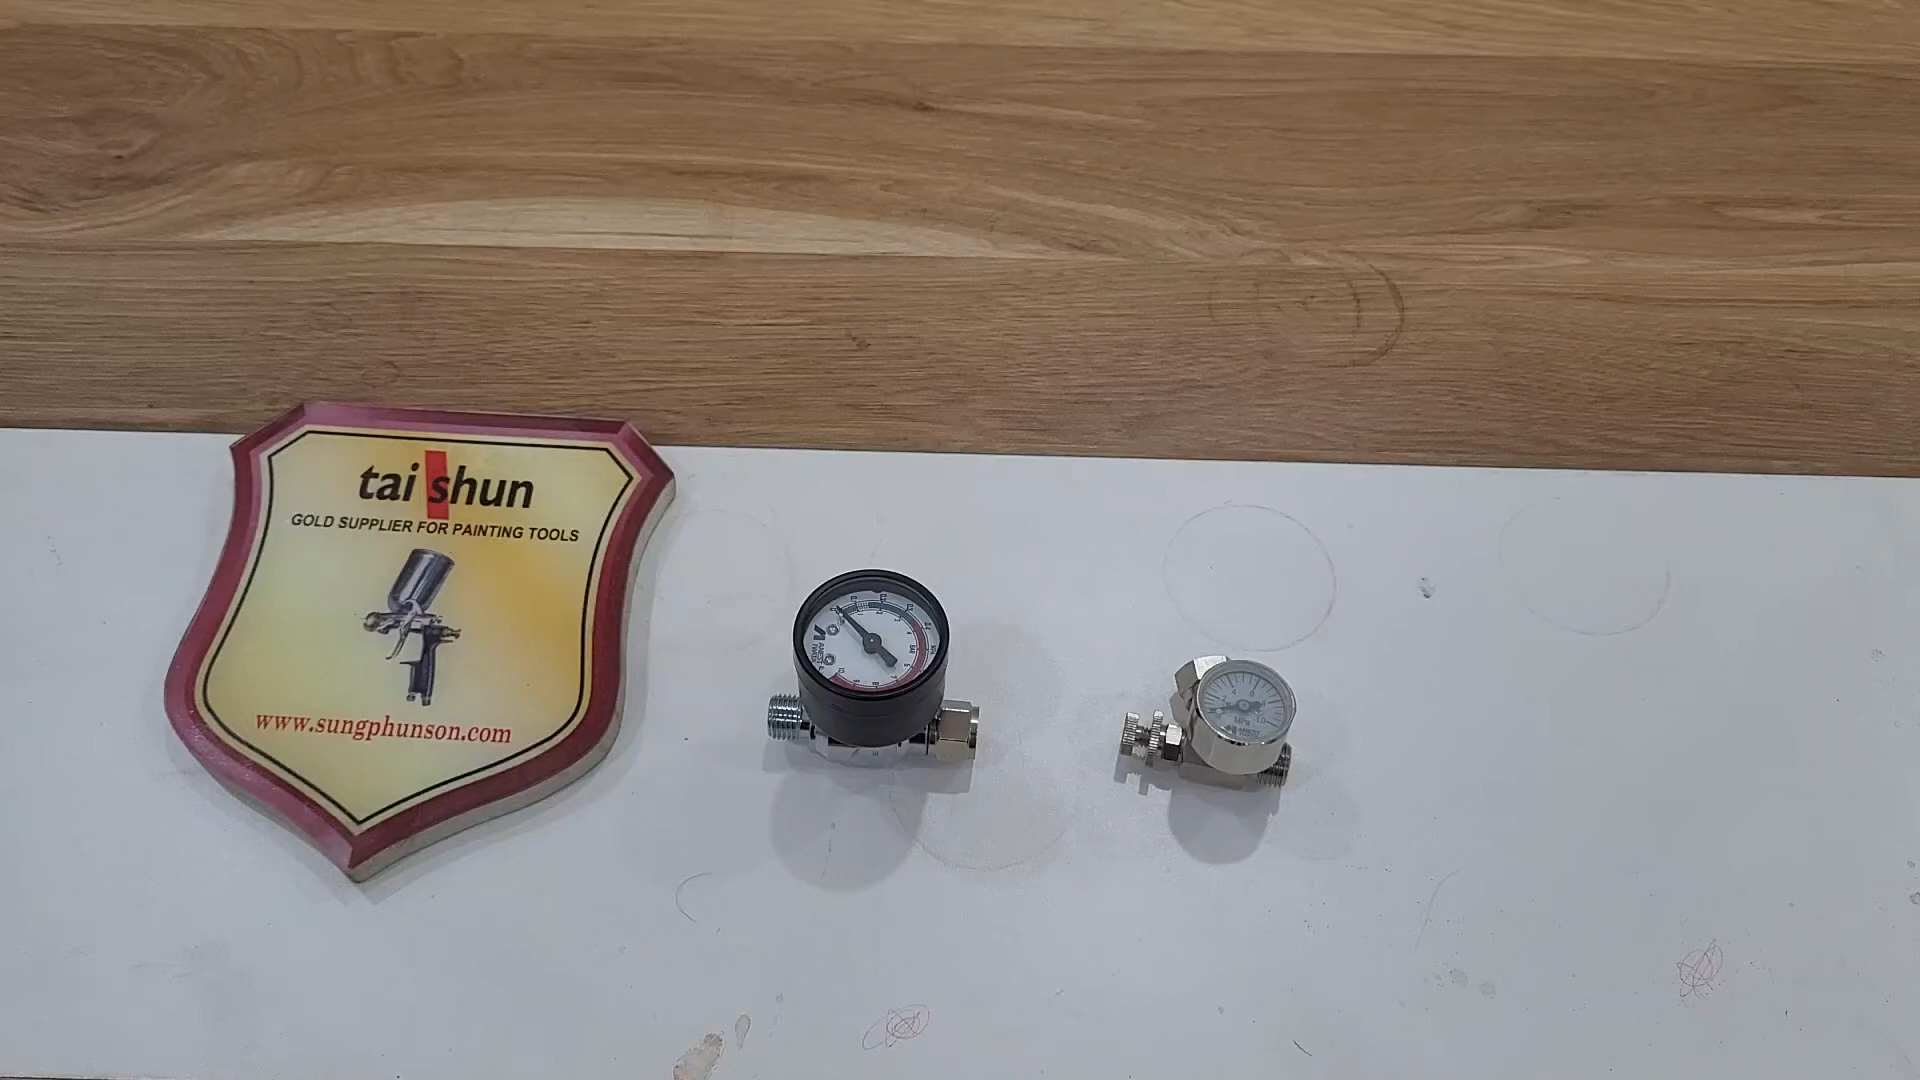 tai shun
GOLD SUPPLIER FOR PAINTING TOOLS
www.sungphunson.com
MPa